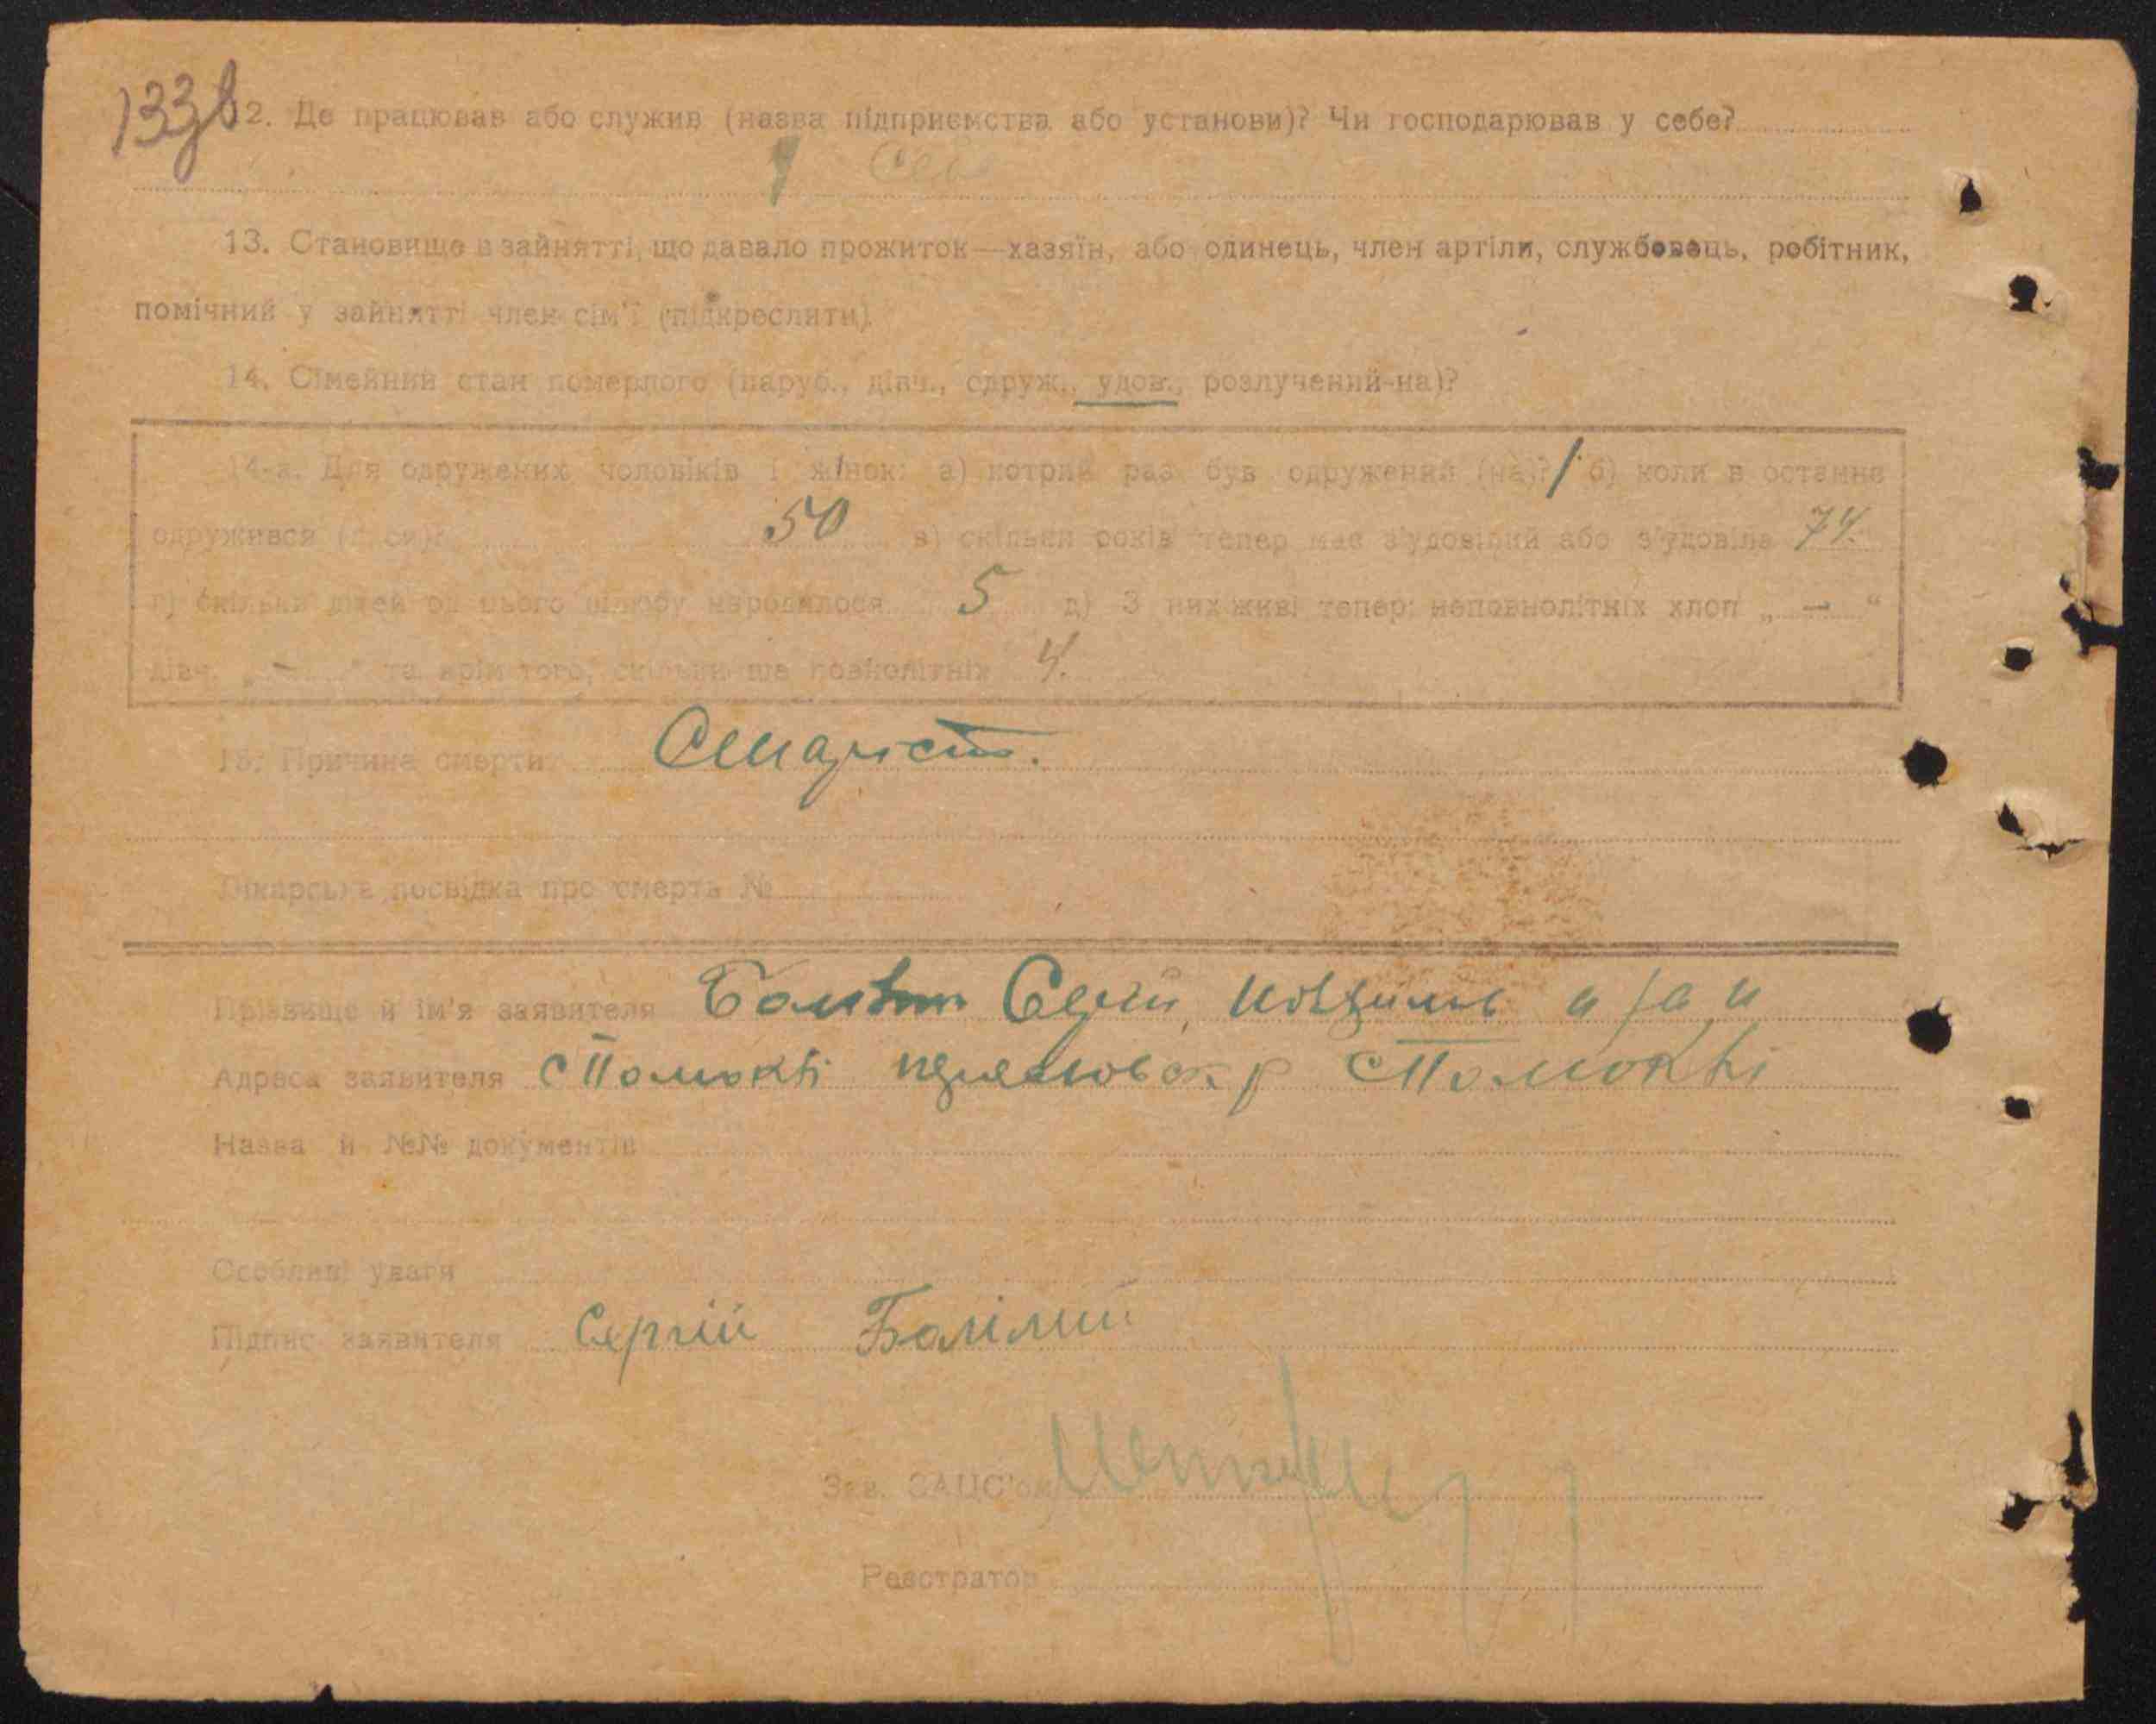 133зв
12. Де працював або служив (назва підприємства або установи)? Чи господарював у себе?
У себе
13. Становище в зайнятті, що давало прожиток—хазяїн, або одинець, член артіли, службовець, робітник,
помічний у зайнятті член сім'ї (підкреслити).
14. Сімейний стан померлого (паруб., дівч., одруж., удов., розлучений-на)?
14-а. Для одружених чоловіків і жінок: а) котрий раз був одружений (на)? 1 б) коли в останнє
одружився (лася)? 50 в) скільки років тепер має з'удовілий або з'удовіла 74.
г) скільки дітей од цього шлюбу народилося 5 д) З них живі тепер: неповнолітніх хлоп „ — “
дівч. „ — “ та крім того, скільки ще повнолітніх 4.
15. Причина смерти Старість.
Лікарська посвідка про смерть №
Прізвище й ім'я заявителя Сергій
Адреса заявителя
Назва й №№ документів
Особливі уваги
Підпис заявителя Сергій
Зав. ЗАЦС'ом
Реєстратор